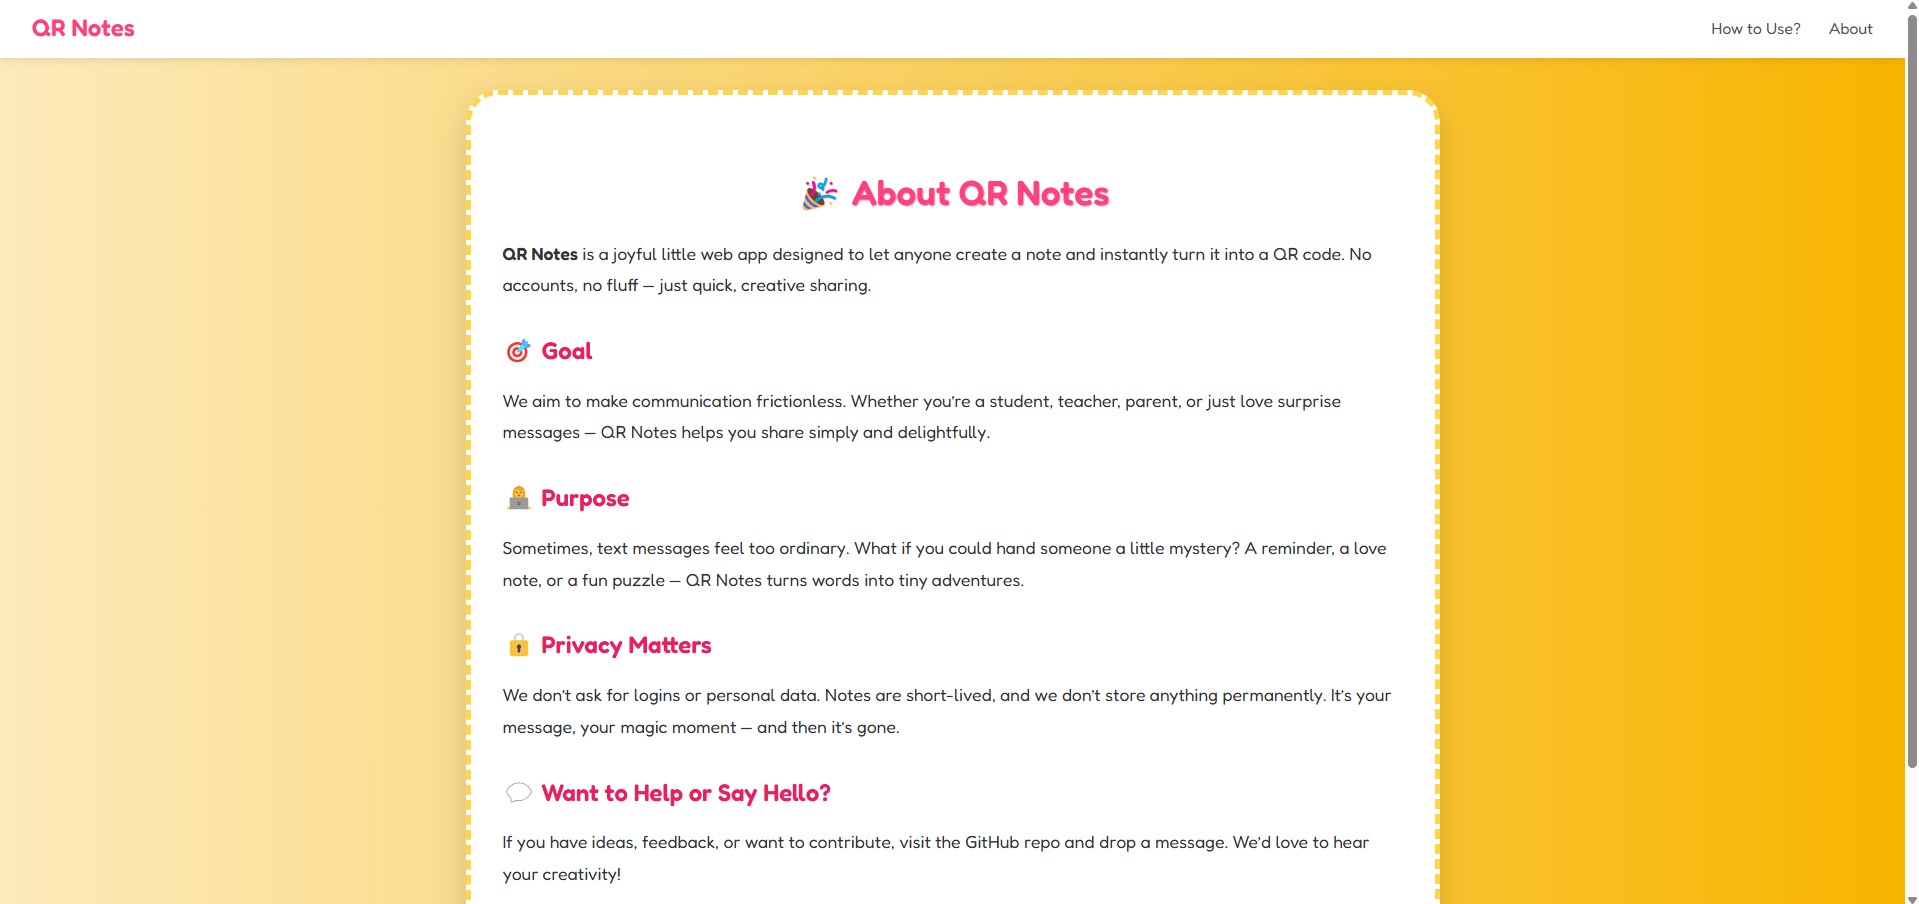 QR Notes
How to Use?
About
🎉 About QR Notes
QR Notes is a joyful little web app designed to let anyone create a note and instantly turn it into a QR code. No
accounts, no fluff — just quick, creative sharing.
🎯 Goal
We aim to make communication frictionless. Whether you’re a student, teacher, parent, or just love surprise
messages — QR Notes helps you share simply and delightfully.
🧑‍💻 Purpose
Sometimes, text messages feel too ordinary. What if you could hand someone a little mystery? A reminder, a love
note, or a fun puzzle — QR Notes turns words into tiny adventures.
🔒 Privacy Matters
We don’t ask for logins or personal data. Notes are short-lived, and we don’t store anything permanently. It’s your
message, your magic moment — and then it’s gone.
💬 Want to Help or Say Hello?
If you have ideas, feedback, or want to contribute, visit the GitHub repo and drop a message. We’d love to hear
your creativity!